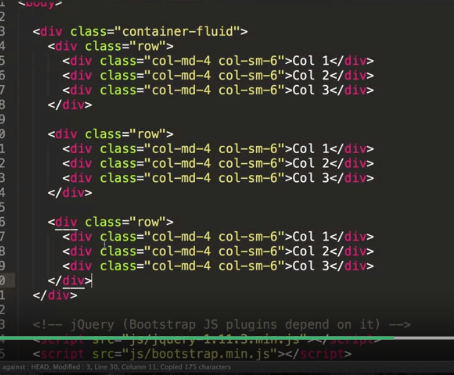 <body>
<div class="container-fluid">
<div class="row">
<div class="col-md-4 col-sm-6">Col 1</div>
<div class="col-md-4 col-sm-6">Col 2</div>
<div class="col-md-4 col-sm-6">Col 3</div>
</div>
<div class="row">
<div class="col-md-4 col-sm-6">Col 1</div>
<div class="col-md-4 col-sm-6">Col 2</div>
<div class="col-md-4 col-sm-6">Col 3</div>
</div>
<div class="row">
<div class="col-md-4 col-sm-6">Col 1</div>
<div class="col-md-4 col-sm-6">Col 2</div>
<div class="col-md-4 col-sm-6">Col 3</div>
</div>
</div>
<!-- jQuery (Bootstrap JS plugins depend on it) -->
<script src="js/jquery-1.11.3.min.js"></script>
<script src="js/bootstrap.min.js"></script>
against: HEAD, Modified: 3, Line 30, Column 11, Copied 175 characters